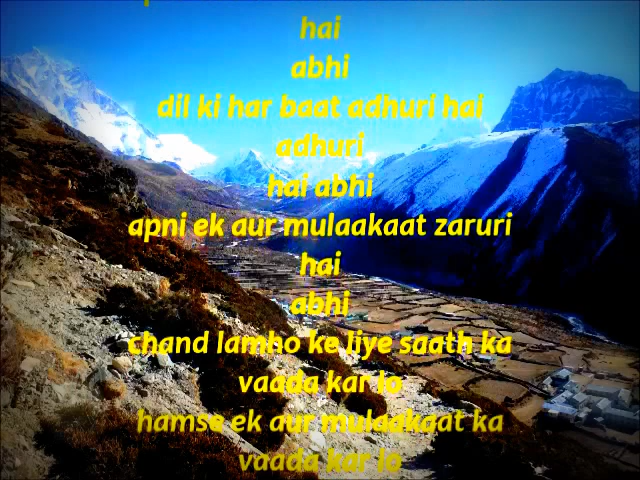 hai
abhi
dil ki har baat adhuri hai
adhuri
hai abhi
apni ek aur mulaakaat zaruri
hai
abhi
chand lamho ke liye saath ka
vaada kar lo
hamse ek aur mulaakaat ka
vaada kar lo